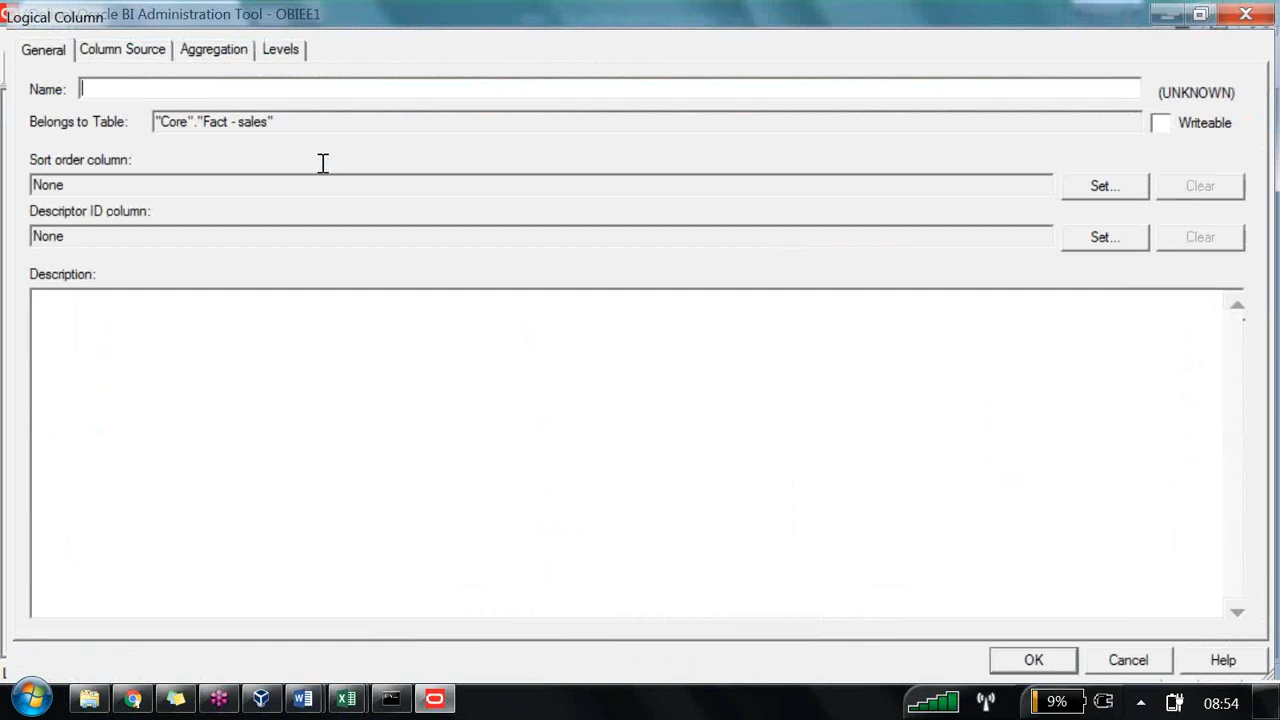 Logical Column Oracle BI Administration Tool - OBIEE1
General Column Source Aggregation Levels
Name: (UNKNOWN)
Belongs to Table: "Core"."Fact - sales" Writeable
Sort order column:
None Set... Clear
Descriptor ID column:
None Set... Clear
Description:
OK Cancel Help
9% 08:54